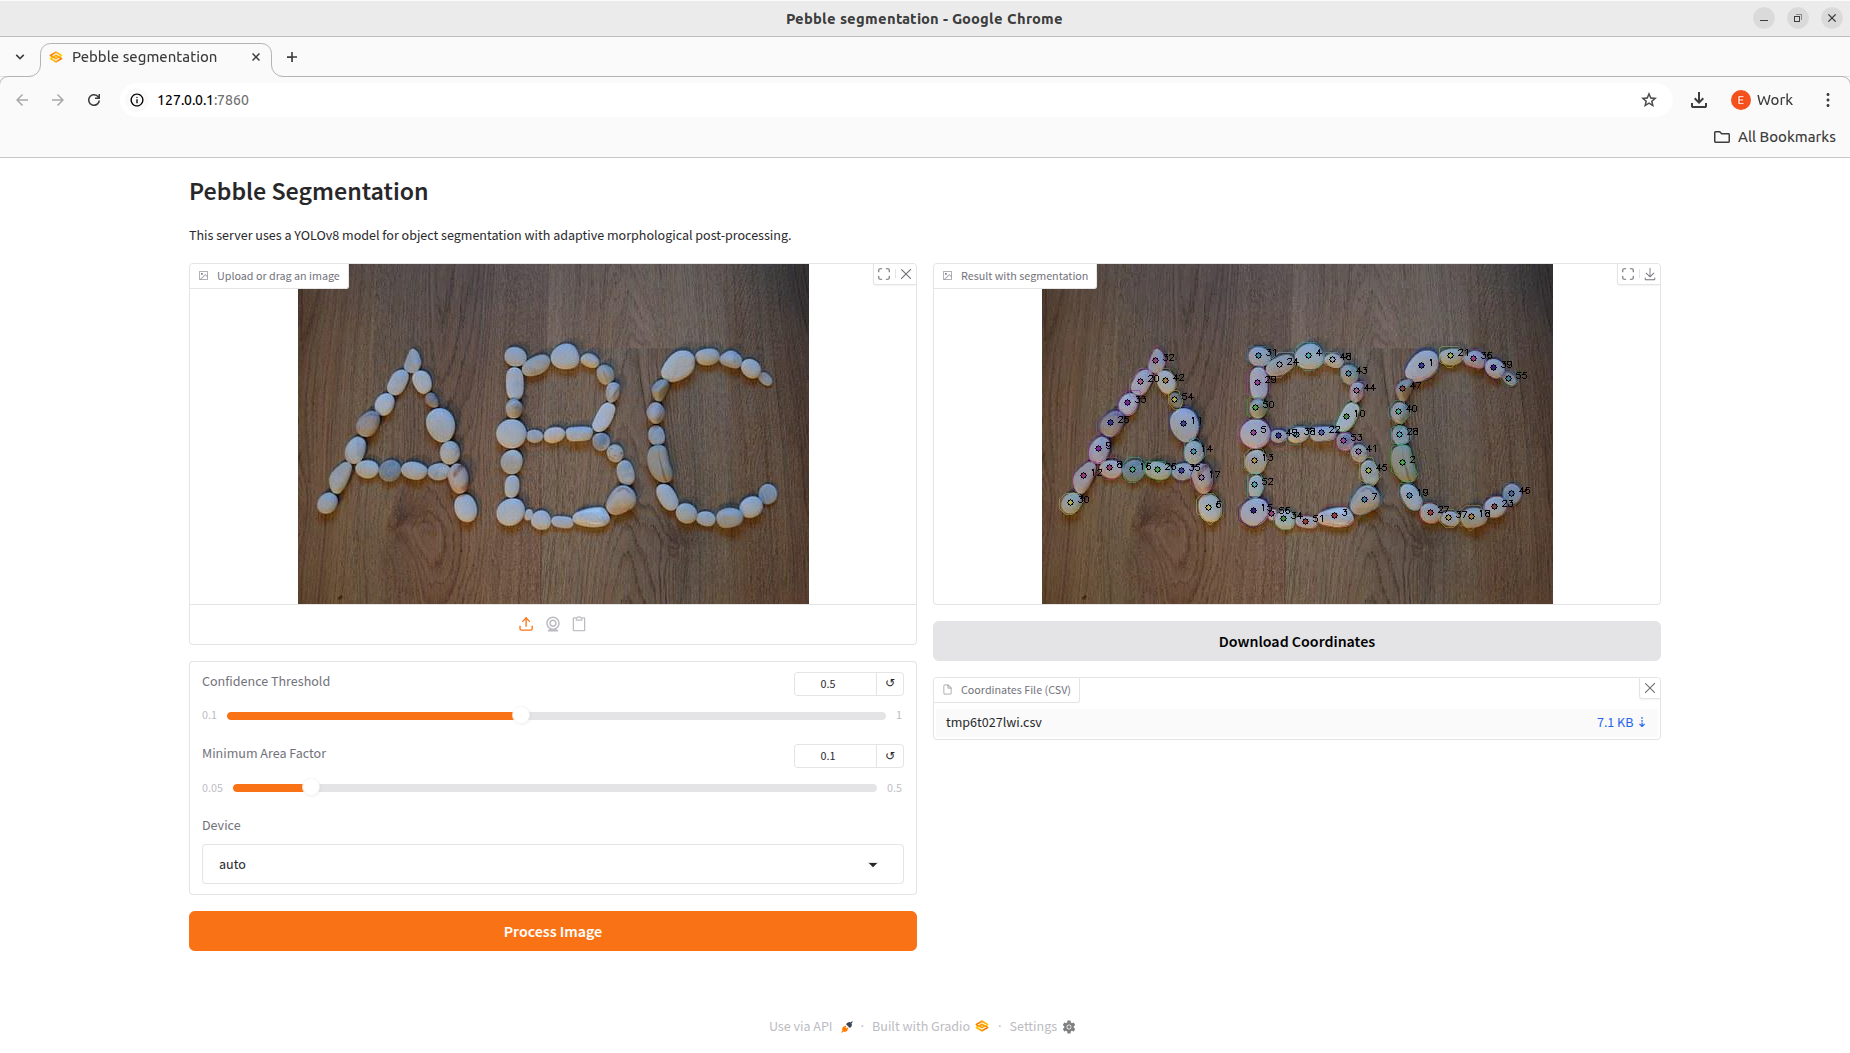 Pebble segmentation - Google Chrome
Pebble segmentation
127.0.0.1:7860
E Work
All Bookmarks
Pebble Segmentation
This server uses a YOLOv8 model for object segmentation with adaptive morphological post-processing.
Upload or drag an image
ABC
Result with segmentation
Download Coordinates
Coordinates File (CSV)
tmp6t027lwi.csv
7.1 KB ↓
Confidence Threshold
0.5
0.1
1
Minimum Area Factor
0.1
0.05
0.5
Device
auto
Process Image
Use via API · Built with Gradio · Settings